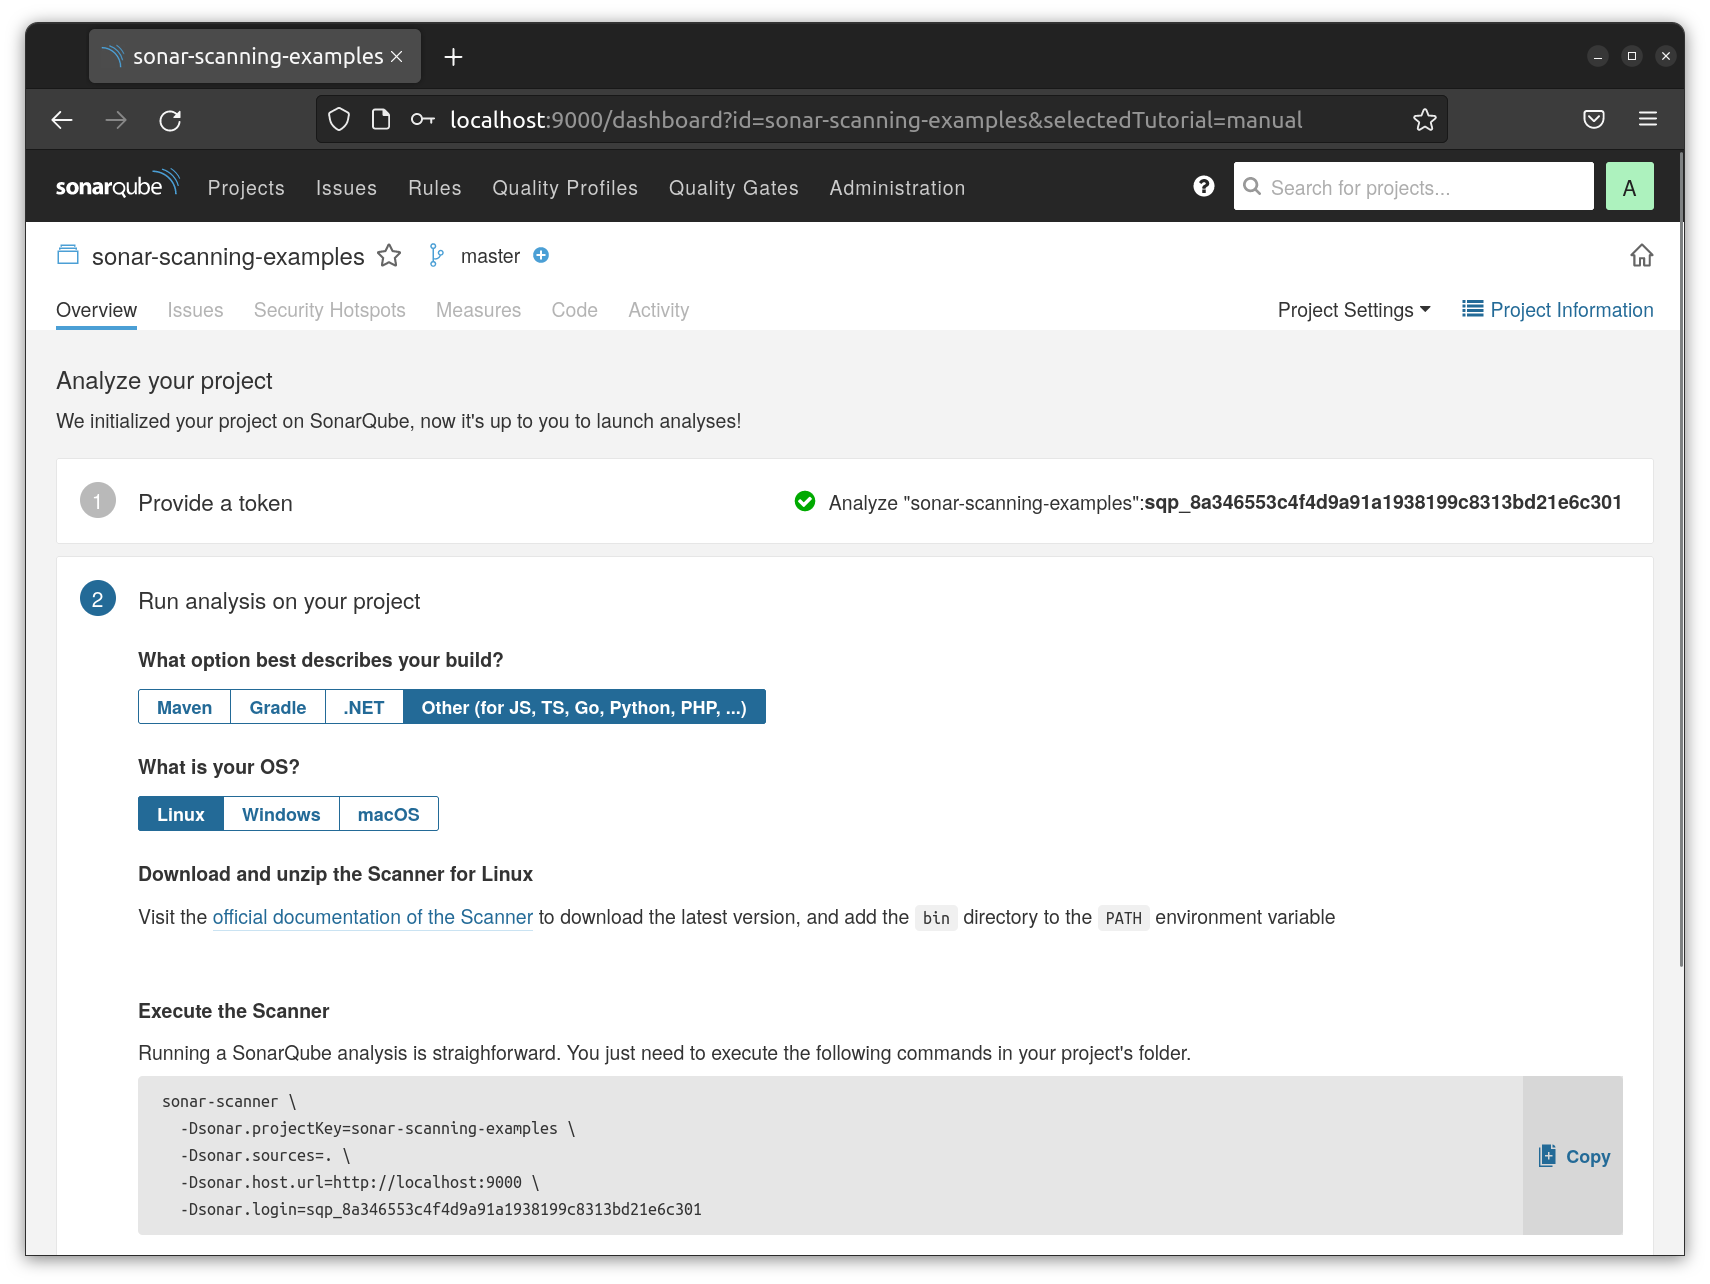 sonar-scanning-examples
localhost:9000/dashboard?id=sonar-scanning-examples&selectedTutorial=manual
sonarqube Projects Issues Rules Quality Profiles Quality Gates Administration ? Search for projects... A
sonar-scanning-examples master
Overview Issues Security Hotspots Measures Code Activity Project Settings Project Information
Analyze your project
We initialized your project on SonarQube, now it's up to you to launch analyses!
1 Provide a token Analyze "sonar-scanning-examples":sqp_8a346553c4f4d9a91a1938199c8313bd21e6c301
2 Run analysis on your project
What option best describes your build?
Maven Gradle .NET Other (for JS, TS, Go, Python, PHP, ...)
What is your OS?
Linux Windows macOS
Download and unzip the Scanner for Linux
Visit the official documentation of the Scanner to download the latest version, and add the bin directory to the PATH environment variable
Execute the Scanner
Running a SonarQube analysis is straighforward. You just need to execute the following commands in your project's folder.
sonar-scanner \
-Dsonar.projectKey=sonar-scanning-examples \
-Dsonar.sources=. \
Copy
-Dsonar.host.url=http://localhost:9000 \
-Dsonar.login=sqp_8a346553c4f4d9a91a1938199c8313bd21e6c301